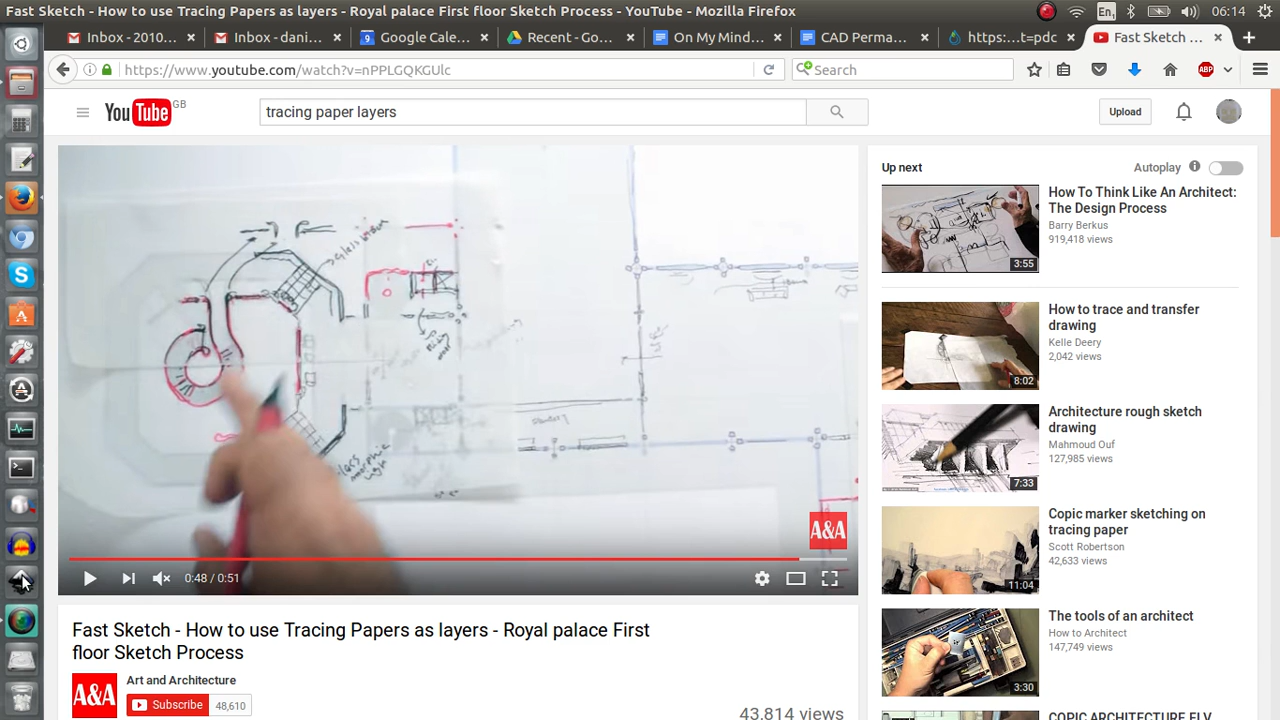 Fast Sketch - How to use Tracing Papers as layers - Royal palace First floor Sketch Process - YouTube - Mozilla Firefox
En1
06:14
Inbox - 2010...
Inbox - dani...
Google Cale...
Recent - Go...
On My Mind...
CAD Perma...
https:...t=pdc
Fast Sketch ...
https://www.youtube.com/watch?v=nPPLGQKGUlc
Search
ABP
YouTube GB
tracing paper layers
Upload
A&A
0:48 / 0:51
Fast Sketch - How to use Tracing Papers as layers - Royal palace First
floor Sketch Process
A&A
Art and Architecture
Subscribe
48,610
43,814 views
Up next
Autoplay
How To Think Like An Architect:
The Design Process
Barry Berkus
919,418 views
3:55
How to trace and transfer
drawing
Kelle Deery
2,042 views
8:02
Architecture rough sketch
drawing
Mahmoud Ouf
127,985 views
7:33
Copic marker sketching on
tracing paper
Scott Robertson
42,633 views
11:04
The tools of an architect
How to Architect
147,749 views
3:30